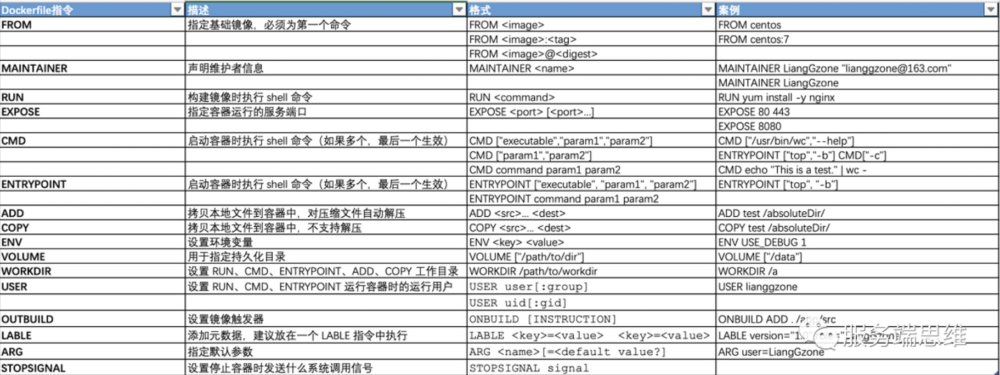 Dockerfile指令 描述 格式 案例
FROM 指定基础镜像，必须为第一个命令 FROM <image> FROM centos
FROM <image>:<tag> FROM centos:7
FROM <image>@<digest>
MAINTAINER 声明维护者信息 MAINTAINER <name> MAINTAINER LiangGzone "lianggzone@163.com"
MAINTAINER LiangGzone
RUN 构建镜像时执行 shell 命令 RUN <command> RUN yum install -y nginx
EXPOSE 指定容器运行的服务端口 EXPOSE <port> [<port>...] EXPOSE 80 443
EXPOSE 8080
CMD 启动容器时执行 shell 命令（如果多个，最后一个生效） CMD ["executable","param1","param2"] CMD ["/usr/bin/wc","--help"]
CMD ["param1","param2"] ENTRYPOINT ["top","-b"] CMD["-c"]
CMD command param1 param2 CMD echo "This is a test." | wc -
ENTRYPOINT 启动容器时执行 shell 命令（如果多个，最后一个生效） ENTRYPOINT ["executable", "param1", "param2"] ENTRYPOINT ["top", "-b"]
ENTRYPOINT command param1 param2
ADD 拷贝本地文件到容器中，对压缩文件自动解压 ADD <src>... <dest> ADD test /absoluteDir/
COPY 拷贝本地文件到容器中，不支持解压 COPY <src>... <dest> COPY test /absoluteDir/
ENV 设置环境变量 ENV <key> <value> ENV USE_DEBUG 1
VOLUME 用于指定持久化目录 VOLUME ["/path/to/dir"] VOLUME ["/data"]
WORKDIR 设置 RUN、CMD、ENTRYPOINT、ADD、COPY 工作目录 WORKDIR /path/to/workdir WORKDIR /a
USER 设置 RUN、CMD、ENTRYPOINT 运行容器时的运行用户 USER user[:group] USER lianggzone
USER uid[:gid]
OUTBUILD 设置镜像触发器 ONBUILD [INSTRUCTION] ONBUILD ADD . /app/src
LABLE 添加元数据，建议放在一个 LABLE 指令中执行 LABLE <key>=<value> <key>=<value> LABLE version="1.0"
服务端思维
ARG 指定默认参数 ARG <name>[=<default value?] ARG user=LiangGzone
STOPSIGNAL 设置停止容器时发送什么系统调用信号 STOPSIGNAL signal